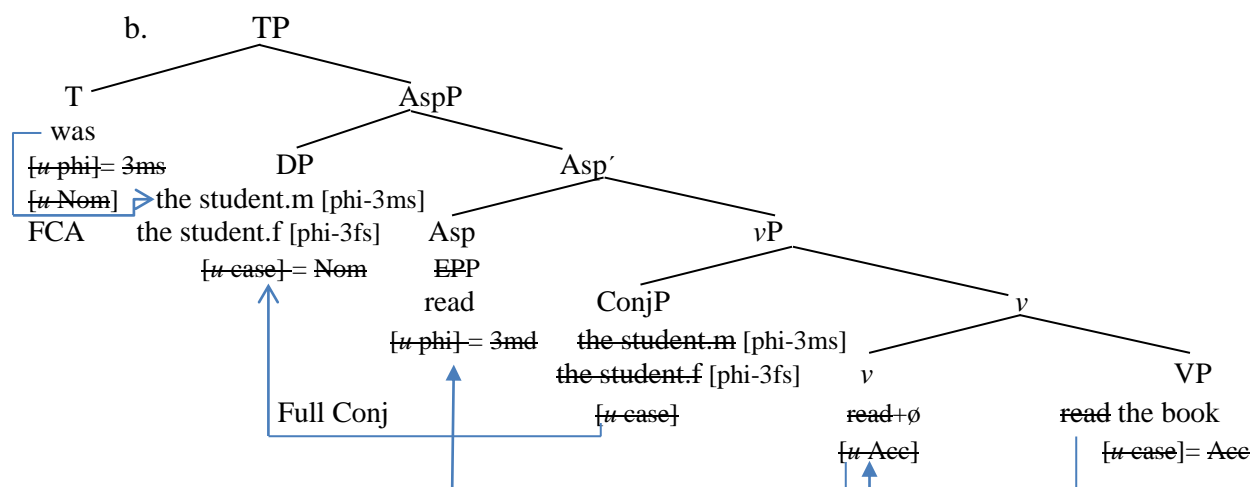 b. TP
T AspP
was
[u phi]= 3ms DP Asp´
[u Nom] the student.m [phi-3ms]
FCA the student.f [phi-3fs] Asp vP
[u case] = Nom EPP
read ConjP v
[u phi] = 3md the student.m [phi-3ms]
the student.f [phi-3fs] v VP
Full Conj [u case] read+ø read the book
[u Acc] [u case]= Acc